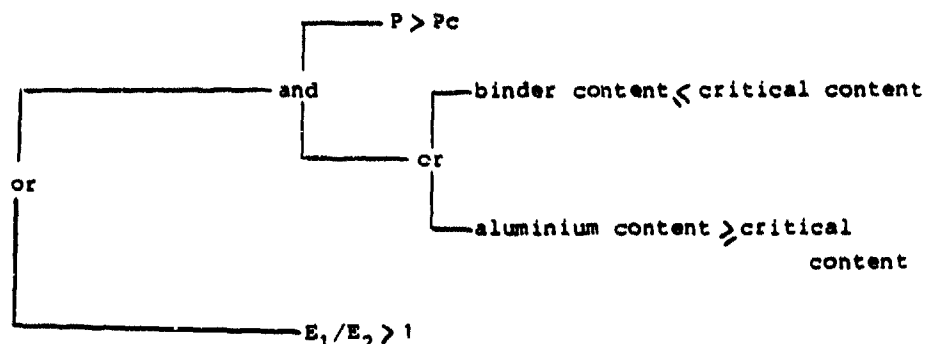 P > Pc
and
binder content ⩽ critical content
cr
or
aluminium content ⩾ critical
content
E₁/E₂ > 1